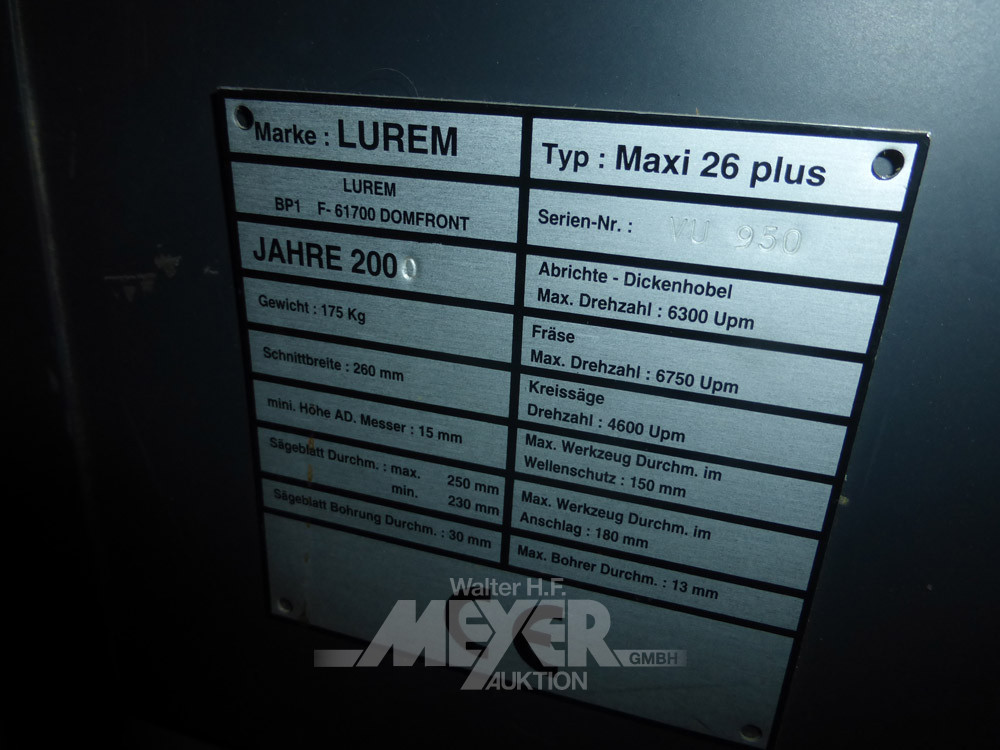 Marke : LUREM
LUREM
BP1 F- 61700 DOMFRONT
JAHRE 2000
Gewicht : 175 Kg
Schnittbreite : 260 mm
mini. Höhe AD. Messer : 15 mm
Sägeblatt Durchm. : max. 250 mm
min. 230 mm
Sägeblatt Bohrung Durchm. : 30 mm
Typ : Maxi 26 plus
Serien-Nr. : VU 950
Abrichte - Dickenhobel
Max. Drehzahl : 6300 Upm
Fräse
Max. Drehzahl : 6750 Upm
Kreissäge
Drehzahl : 4600 Upm
Max. Werkzeug Durchm. im
Wellenschutz : 150 mm
Max. Werkzeug Durchm. im
Anschlag : 180 mm
Max. Bohrer Durchm. : 13 mm
CE
Walter H.F.
MEYER
GMBH
AUKTION